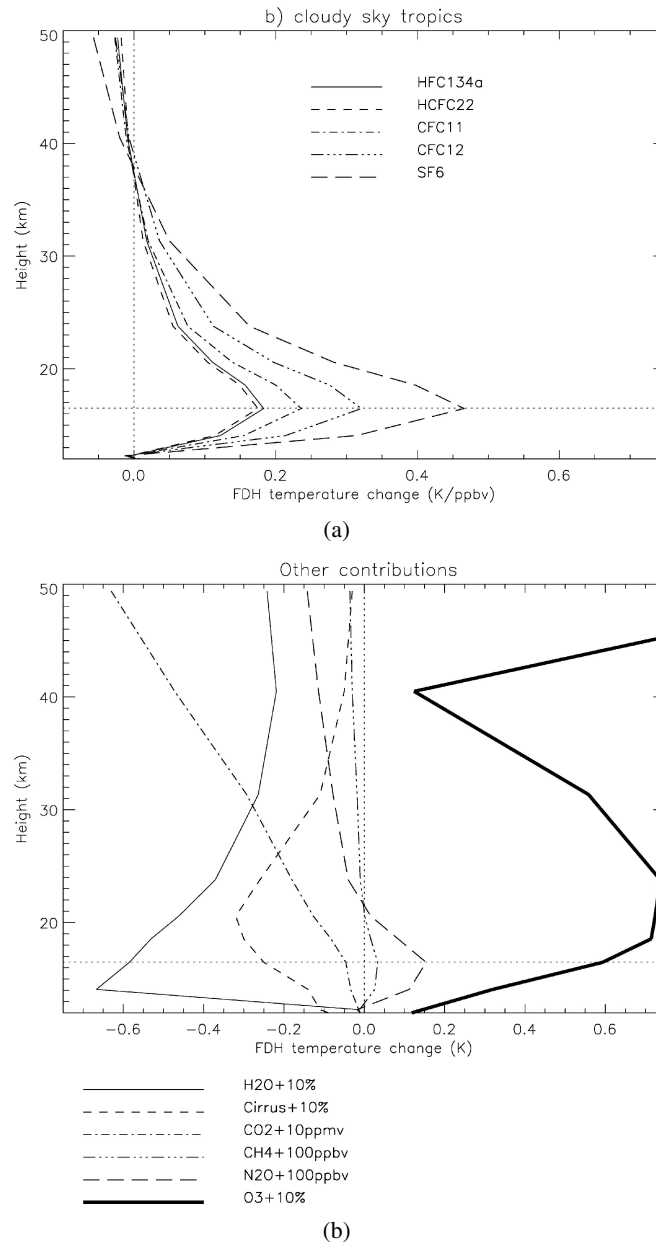 b) cloudy sky tropics
50
40
30
20
Height (km)
HFC134a
HCFC22
CFC11
CFC12
SF6
0.0 0.2 0.4 0.6
FDH temperature change (K/ppbv)
(a)
Other contributions
50
40
30
20
Height (km)
−0.6 −0.4 −0.2 0.0 0.2 0.4 0.6
FDH temperature change (K)
H2O+10%
Cirrus+10%
CO2+10ppmv
CH4+100ppbv
N2O+100ppbv
O3+10%
(b)